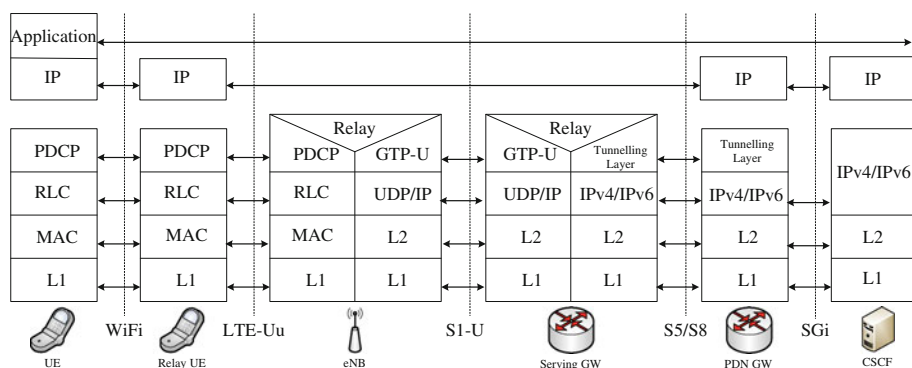 Application
IP IP IP IP
Relay Relay
PDCP PDCP PDCP GTP-U GTP-U Tunnelling Layer Tunnelling Layer
IPv4/IPv6
RLC RLC RLC UDP/IP UDP/IP IPv4/IPv6 IPv4/IPv6
MAC MAC MAC L2 L2 L2 L2 L2
L1 L1 L1 L1 L1 L1 L1 L1
WiFi LTE-Uu S1-U S5/S8 SGi
UE Relay UE eNB Serving GW PDN GW CSCF